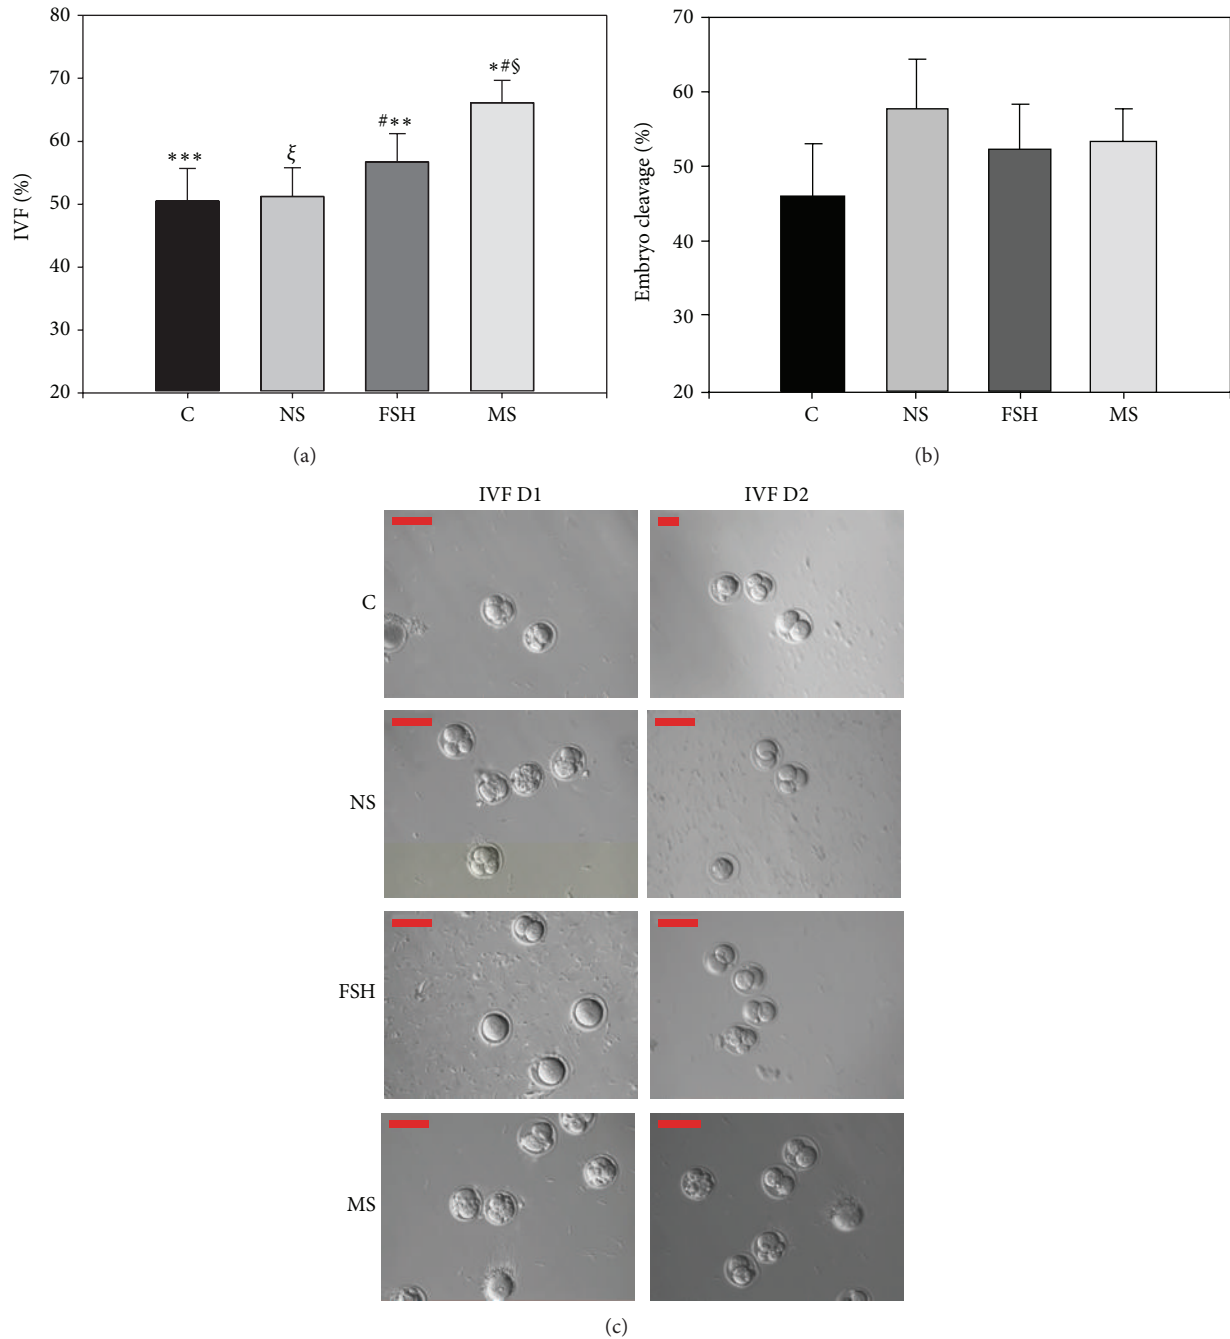 80
70
60
50
40
30
20
IVF (%)
***
ξ
#**
*#§
C NS FSH MS
(a)
70
60
50
40
30
20
Embryo cleavage (%)
C NS FSH MS
(b)
IVF D1 IVF D2
C
NS
FSH
MS
(c)